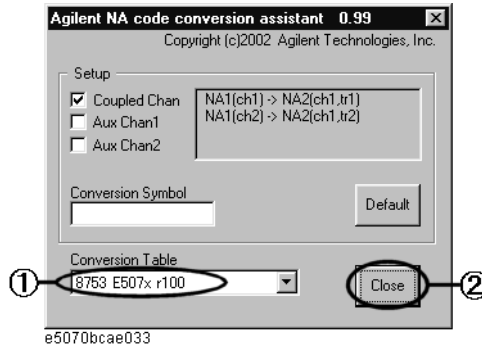 Agilent NA code conversion assistant 0.99
Copyright (c)2002 Agilent Technologies, Inc.
Setup
Coupled Chan
Aux Chan1
Aux Chan2
NA1(ch1) -> NA2(ch1,tr1)
NA1(ch2) -> NA2(ch1,tr2)
Conversion Symbol
Default
Conversion Table
1
8753 E507x r100
Close
2
e5070bcae033